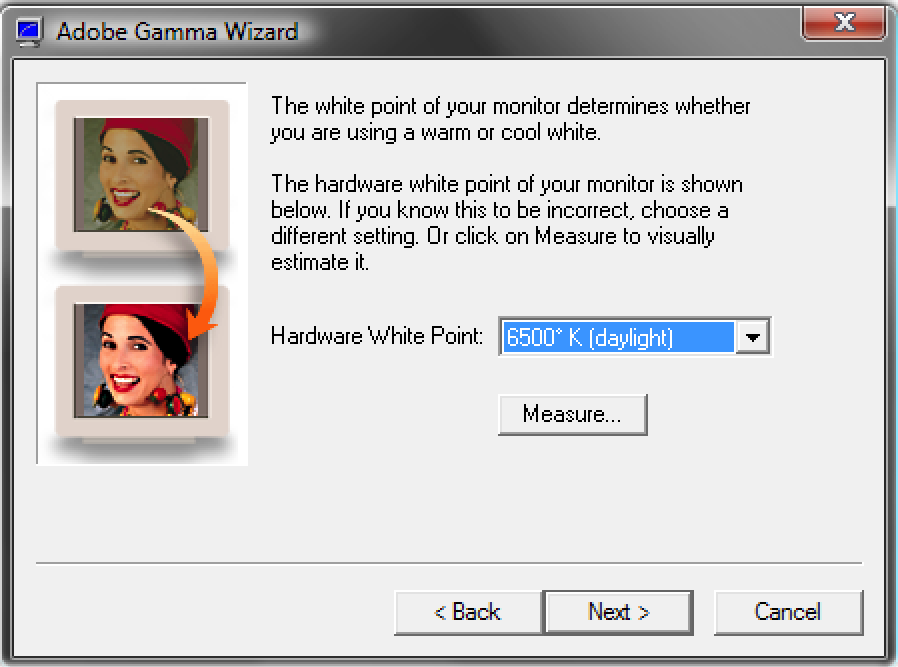 Adobe Gamma Wizard
The white point of your monitor determines whether
you are using a warm or cool white.
The hardware white point of your monitor is shown
below. If you know this to be incorrect, choose a
different setting. Or click on Measure to visually
estimate it.
Hardware White Point: 6500° K (daylight)
Measure...
< Back Next > Cancel